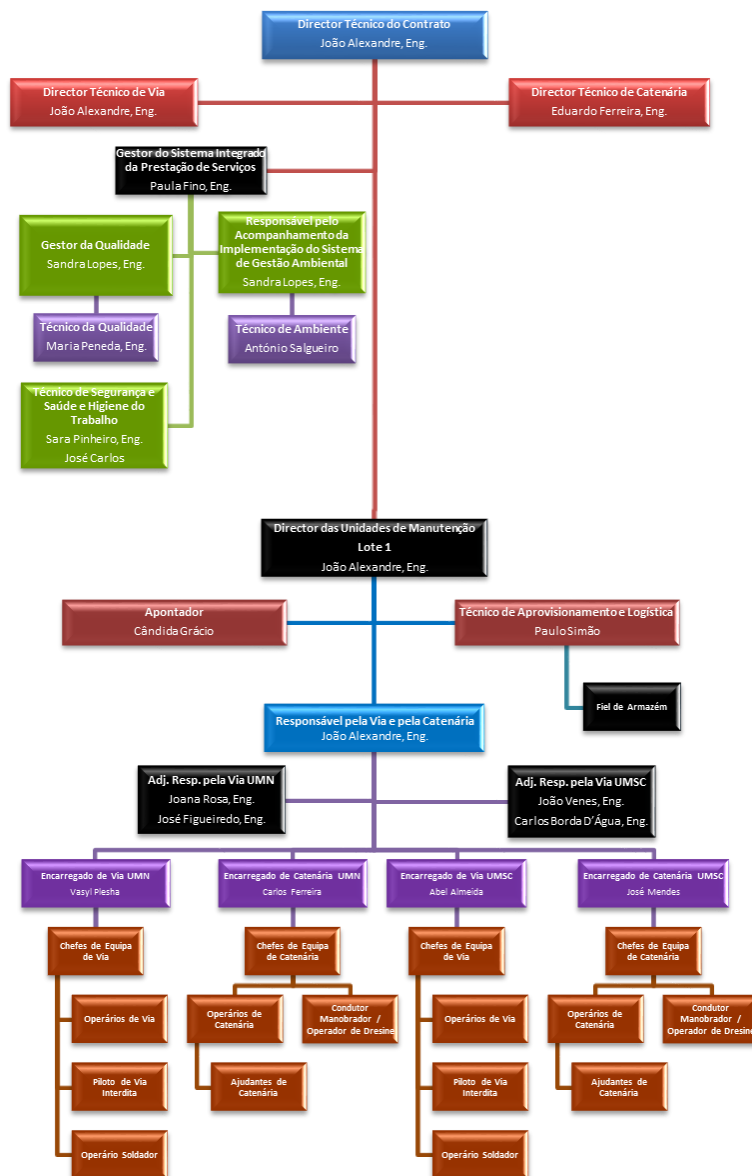 Director Técnico do Contrato
João Alexandre, Eng.
Director Técnico de Via
João Alexandre, Eng.
Director Técnico de Catenária
Eduardo Ferreira, Eng.
Gestor do Sistema Integrado
da Prestação de Serviços
Paula Fino, Eng.
Gestor da Qualidade
Sandra Lopes, Eng.
Responsável pelo
Acompanhamento da
Implementação do Sistema
de Gestão Ambiental
Sandra Lopes, Eng.
Técnico da Qualidade
Maria Peneda, Eng.
Técnico de Ambiente
António Salgueiro
Técnico de Segurança e
Saúde e Higiene do
Trabalho
Sara Pinheiro, Eng.
José Carlos
Director das Unidades de Manutenção
Lote 1
João Alexandre, Eng.
Apontador
Cândida Grácio
Técnico de Aprovisionamento e Logística
Paulo Simão
Fiel de Armazém
Responsável pela Via e pela Catenária
João Alexandre, Eng.
Adj. Resp. pela Via UMN
Joana Rosa, Eng.
José Figueiredo, Eng.
Adj. Resp. pela Via UMSC
João Venes, Eng.
Carlos Borda D'Água, Eng.
Encarregado de Via UMN
Vasyl Plesha
Encarregado de Catenária UMN
Carlos Ferreira
Encarregado de Via UMSC
Abel Almeida
Encarregado de Catenária UMSC
José Mendes
Chefes de Equipa
de Via
Chefes de Equipa
de Catenária
Chefes de Equipa
de Via
Chefes de Equipa
de Catenária
Operários de Via
Operários de
Catenária
Condutor
Manobrador /
Operador de Dresine
Operários de Via
Operários de
Catenária
Condutor
Manobrador /
Operador de Dresine
Piloto de Via
Interdita
Ajudantes de
Catenária
Piloto de Via
Interdita
Ajudantes de
Catenária
Operário Soldador
Operário Soldador